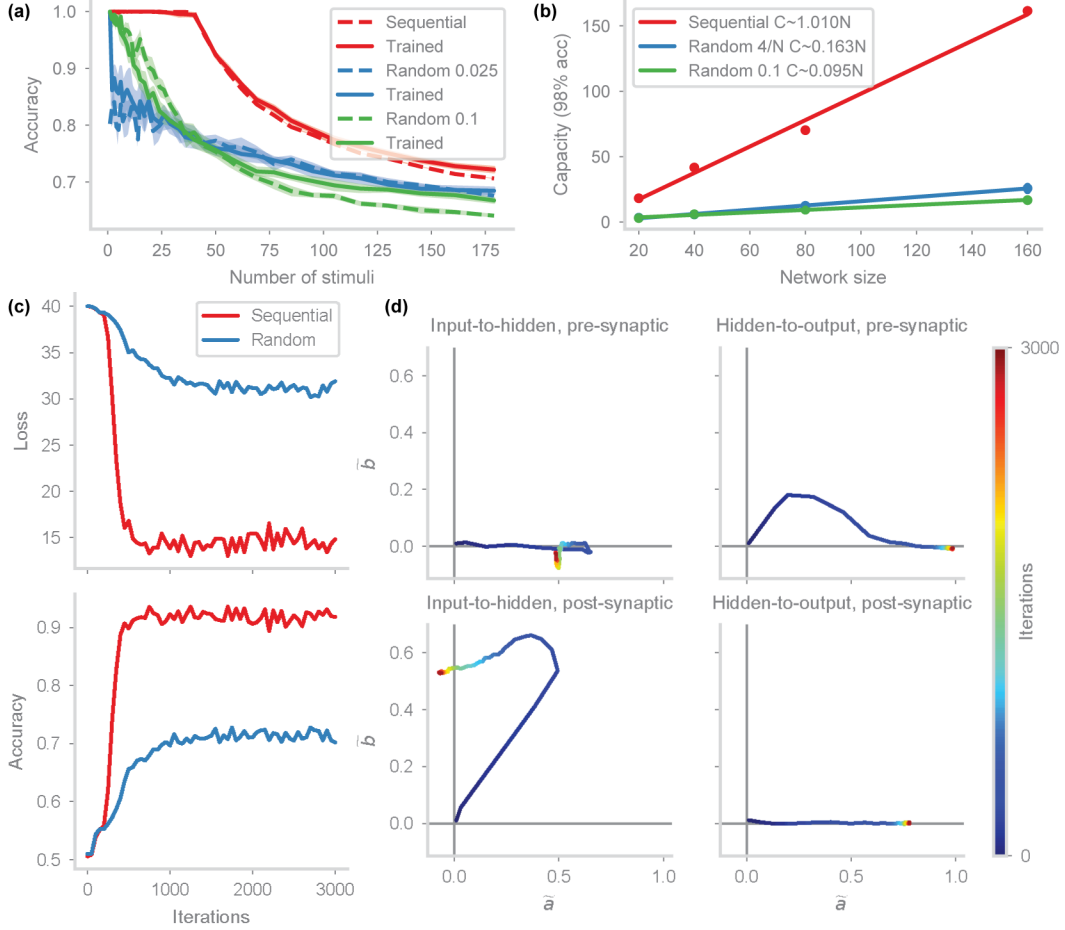 (a)
1.0
0.9
0.8
0.7
Accuracy
0
25
50
75
100
125
150
175
Number of stimuli
Sequential
Trained
Random 0.025
Trained
Random 0.1
Trained
(b)
150
100
50
0
Capacity (98% acc)
20
40
60
80
100
120
140
160
Network size
Sequential C~1.010N
Random 4/N C~0.163N
Random 0.1 C~0.095N
(c)
40
35
30
25
20
15
Loss
Sequential
Random
0.9
0.8
0.7
0.6
0.5
Accuracy
0
1000
2000
3000
Iterations
(d)
Input-to-hidden, pre-synaptic
0.6
0.4
0.2
0.0
b̃
Hidden-to-output, pre-synaptic
Input-to-hidden, post-synaptic
0.6
0.4
0.2
0.0
b̃
0.0
0.5
1.0
ã
Hidden-to-output, post-synaptic
0.0
0.5
1.0
ã
3000
Iterations
0